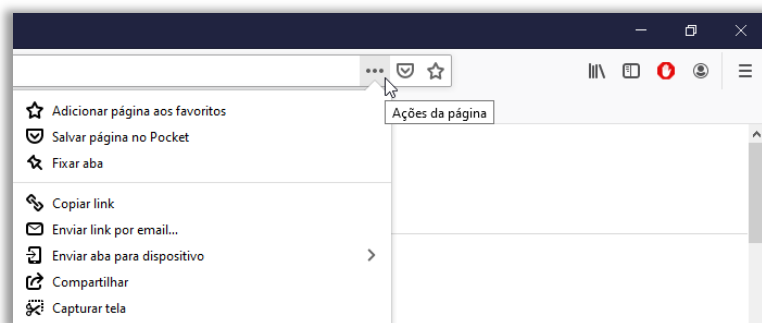 Ações da página
Adicionar página aos favoritos
Salvar página no Pocket
Fixar aba
Copiar link
Enviar link por email...
Enviar aba para dispositivo
Compartilhar
Capturar tela